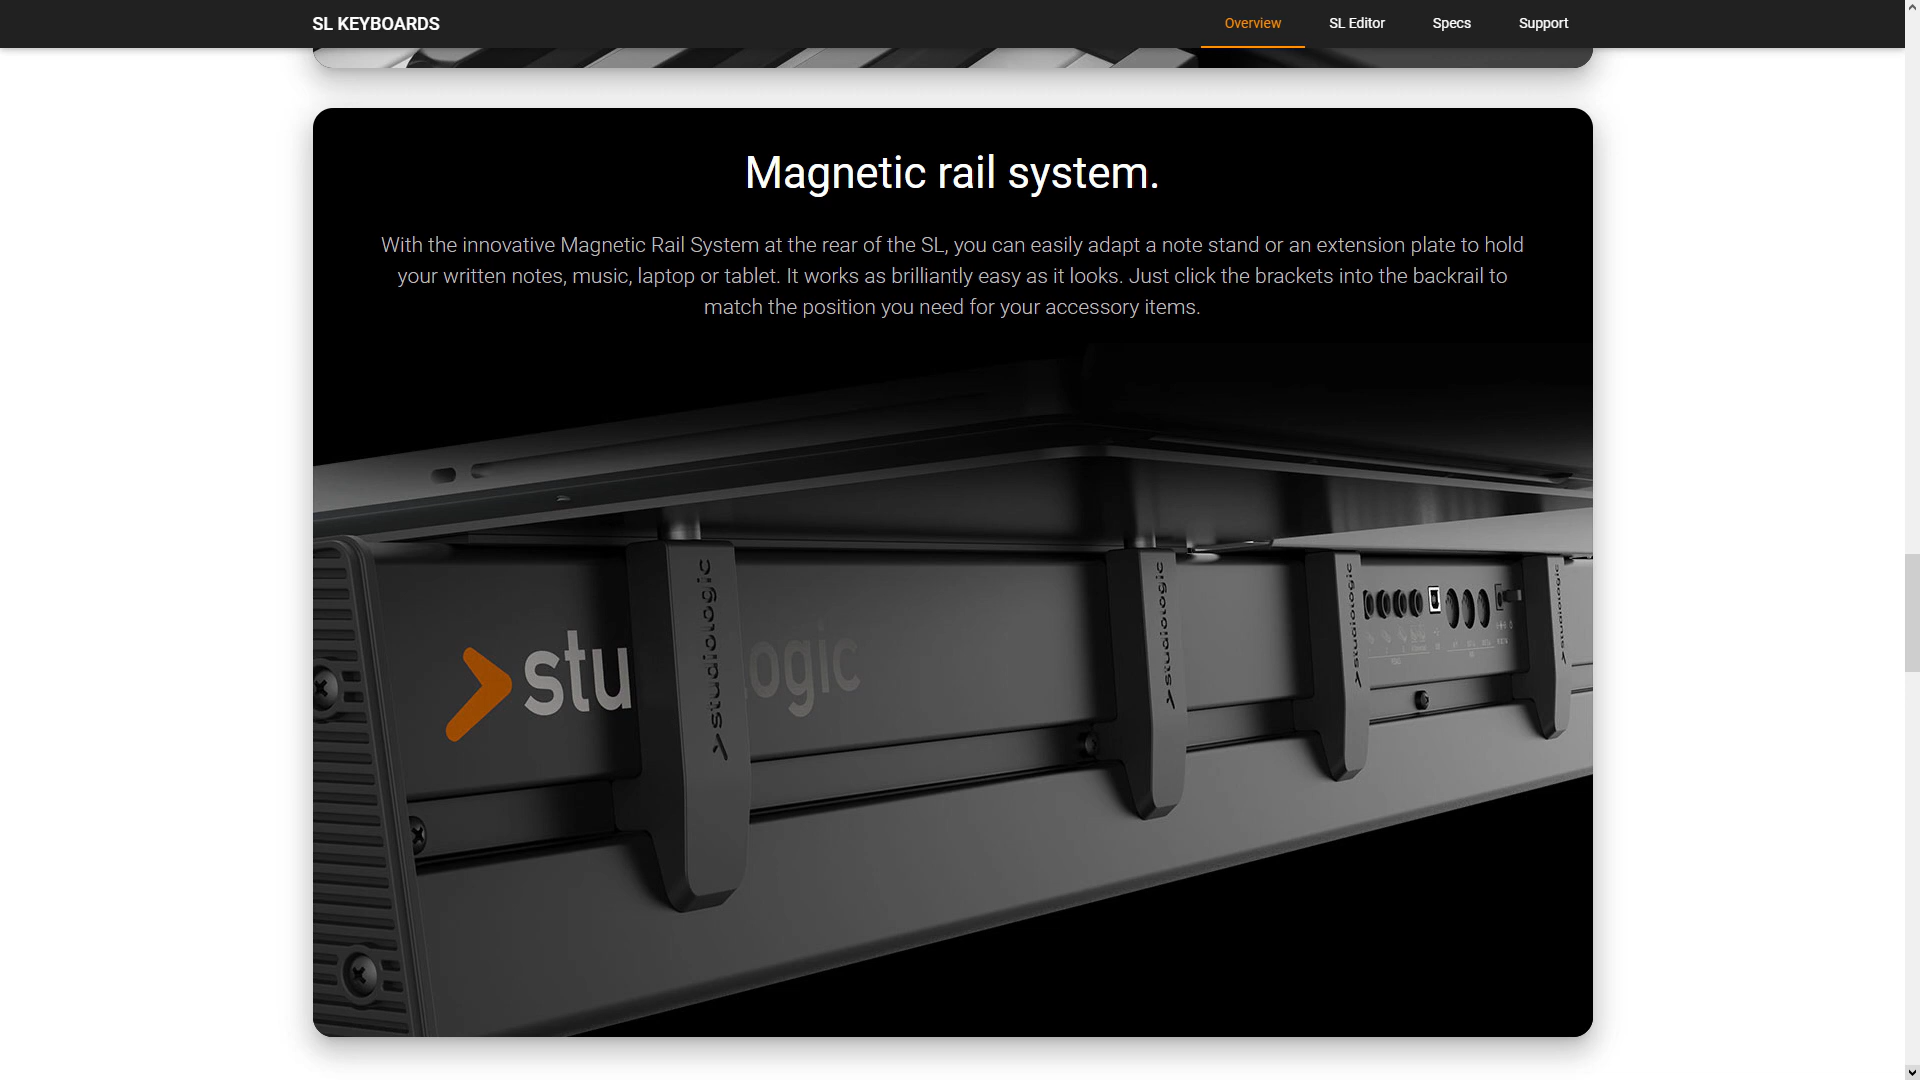 SL KEYBOARDS
Overview
SL Editor
Specs
Support
Magnetic rail system.
With the innovative Magnetic Rail System at the rear of the SL, you can easily adapt a note stand or an extension plate to hold
your written notes, music, laptop or tablet. It works as brilliantly easy as it looks. Just click the brackets into the backrail to
match the position you need for your accessory items.
stu
ogic
studiologic
studiologic
studiologic
studiologic